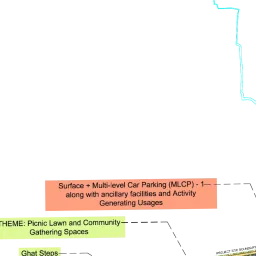 Surface + Multi-level Car Parking (MLCP) - 1
along with ancillary facilities and Activity
Generating Usages
THEME: Picnic Lawn and Community
Gathering Spaces
Ghat Steps